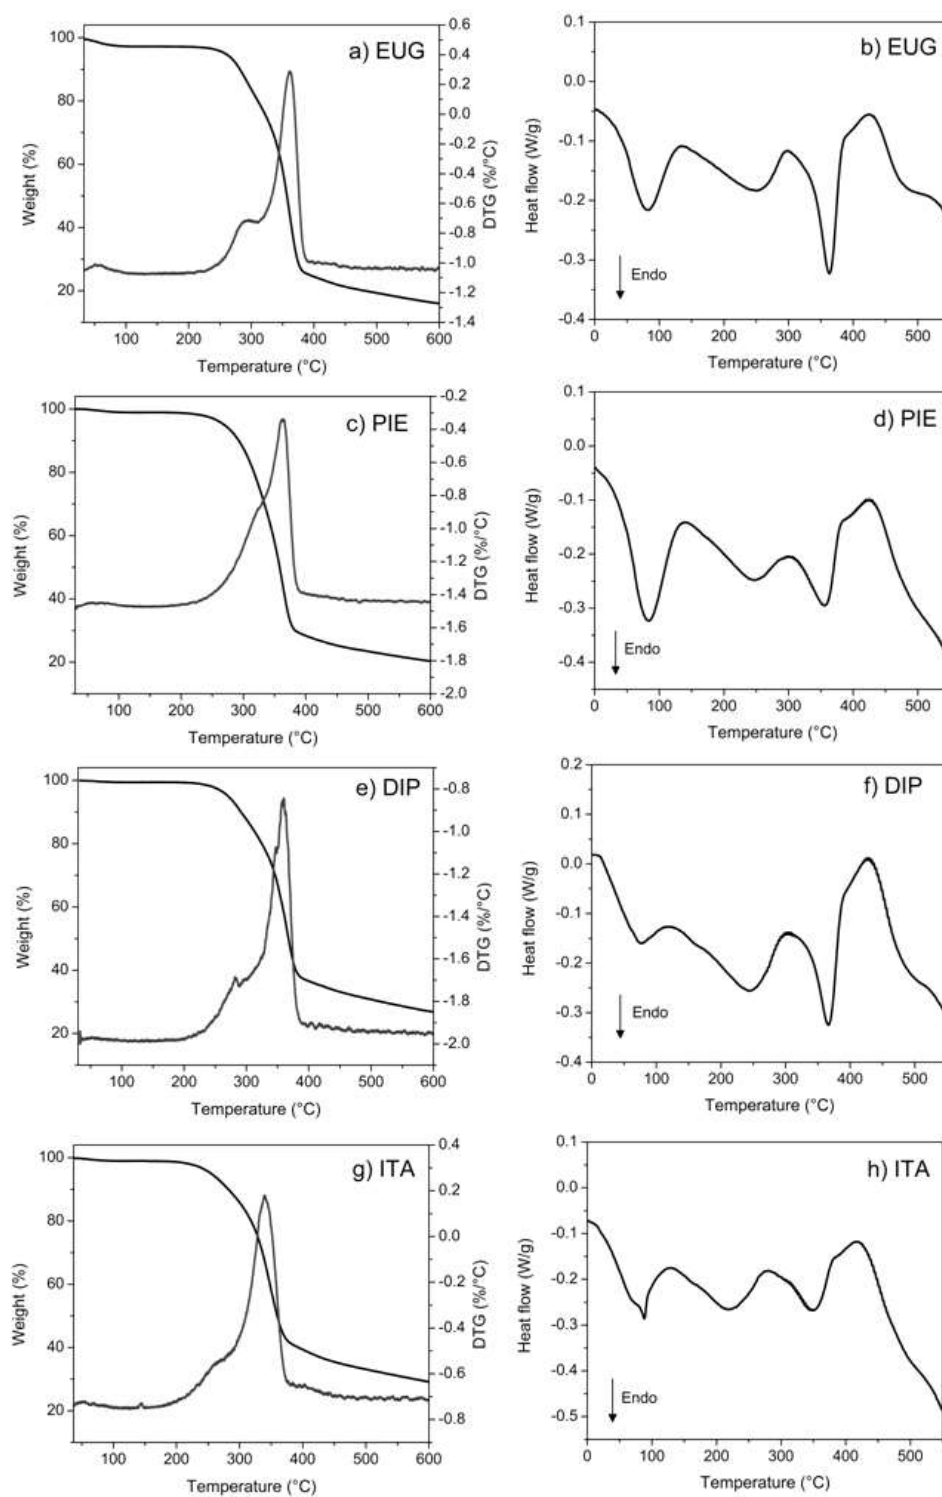 a) EUG
100
80
60
40
20
Weight (%)
0.6
0.4
0.2
0.0
-0.2
-0.4
-0.6
-0.8
-1.0
-1.2
-1.4
DTG (%/°C)
100 200 300 400 500 600
Temperature (°C)
b) EUG
0.1
0.0
-0.1
-0.2
-0.3
-0.4
Heat flow (W/g)
Endo
0 100 200 300 400 500
Temperature (°C)
c) PIE
100
80
60
40
20
Weight (%)
-0.2
-0.4
-0.6
-0.8
-1.0
-1.2
-1.4
-1.6
-1.8
-2.0
DTG (%/°C)
100 200 300 400 500 600
Temperature (°C)
d) PIE
0.1
0.0
-0.1
-0.2
-0.3
-0.4
Heat flow (W/g)
Endo
0 100 200 300 400 500
Temperature (°C)
e) DIP
100
80
60
40
20
Weight (%)
-0.8
-1.0
-1.2
-1.4
-1.6
-1.8
-2.0
DTG (%/°C)
100 200 300 400 500 600
Temperature (°C)
f) DIP
0.2
0.1
0.0
-0.1
-0.2
-0.3
-0.4
Heat flow (W/g)
Endo
0 100 200 300 400 500
Temperature (°C)
g) ITA
100
80
60
40
20
Weight (%)
0.4
0.2
0.0
-0.2
-0.4
-0.6
-0.8
DTG (%/°C)
100 200 300 400 500 600
Temperature (°C)
h) ITA
0.1
0.0
-0.1
-0.2
-0.3
-0.4
-0.5
Heat flow (W/g)
Endo
0 100 200 300 400 500
Temperature (°C)